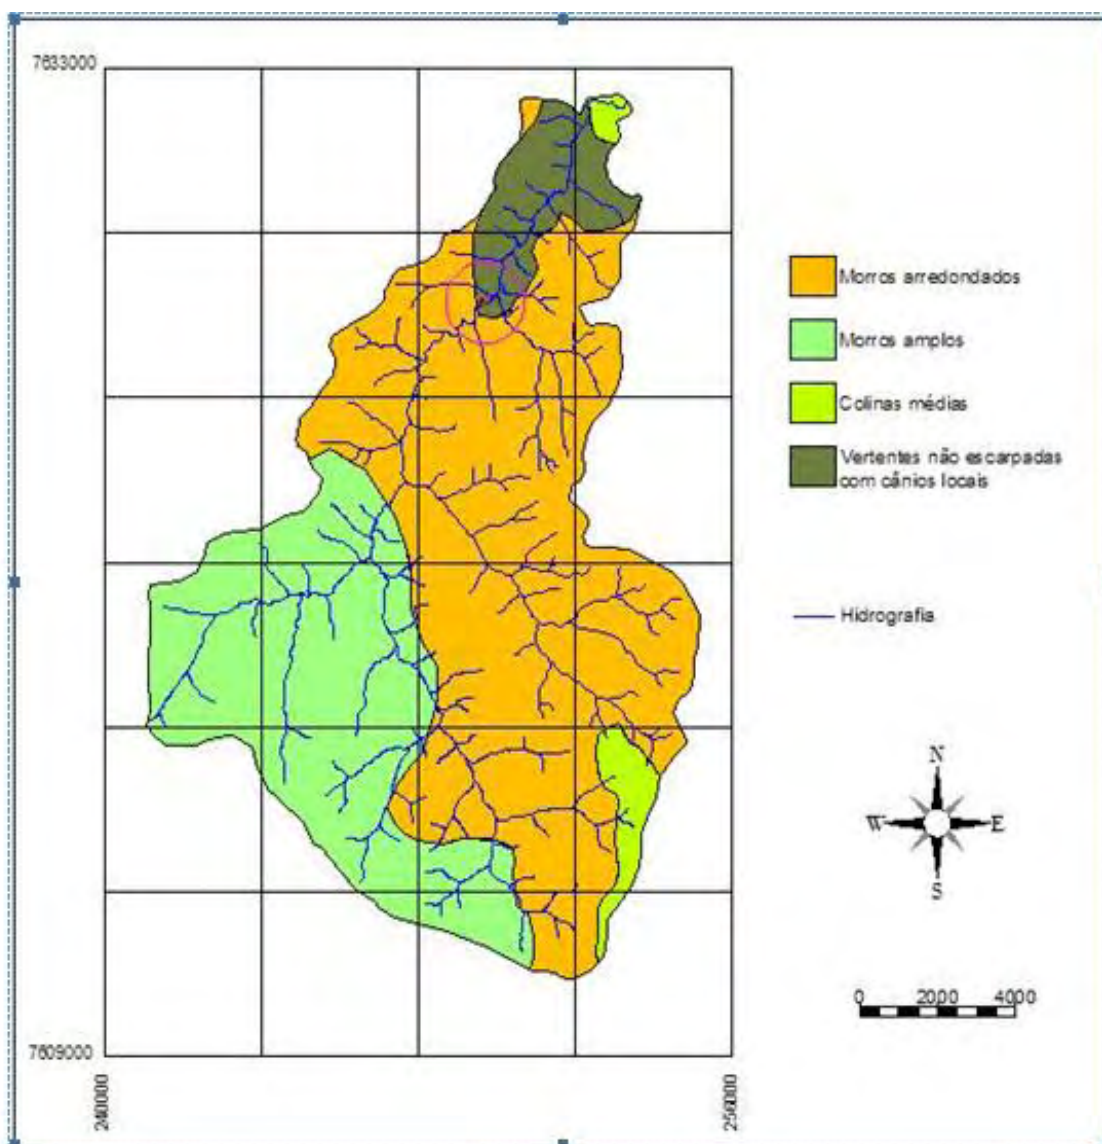 7633000
Morros arredondados
Morros amplos
Colinas médias
Vertentes não escarpadas
com cânios locais
Hidrografia
N
W E
S
0 2000 4000
7609000
240000
256000